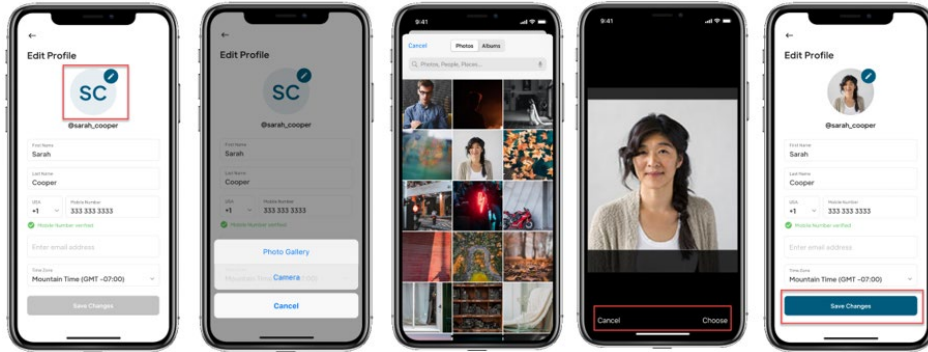 Edit Profile
SC
@sarah_cooper
First Name
Sarah
Last Name
Cooper
USA
Mobile Number
+1
333 333 3333
Mobile Number verified
Enter email address
Time Zone
Mountain Time (GMT -07:00)
Save Changes
Edit Profile
SC
@sarah_cooper
First Name
Sarah
Last Name
Cooper
USA
Mobile Number
+1
333 333 3333
Mobile Number verified
Photo Gallery
Mountain Time (GMT -07:00)
Camera
Cancel
9:41
Cancel
Photos
Albums
Photos, People, Places...
9:41
Cancel
Choose
Edit Profile
@sarah_cooper
First Name
Sarah
Last Name
Cooper
USA
Mobile Number
+1
333 333 3333
Mobile Number verified
Enter email address
Time Zone
Mountain Time (GMT -07:00)
Save Changes